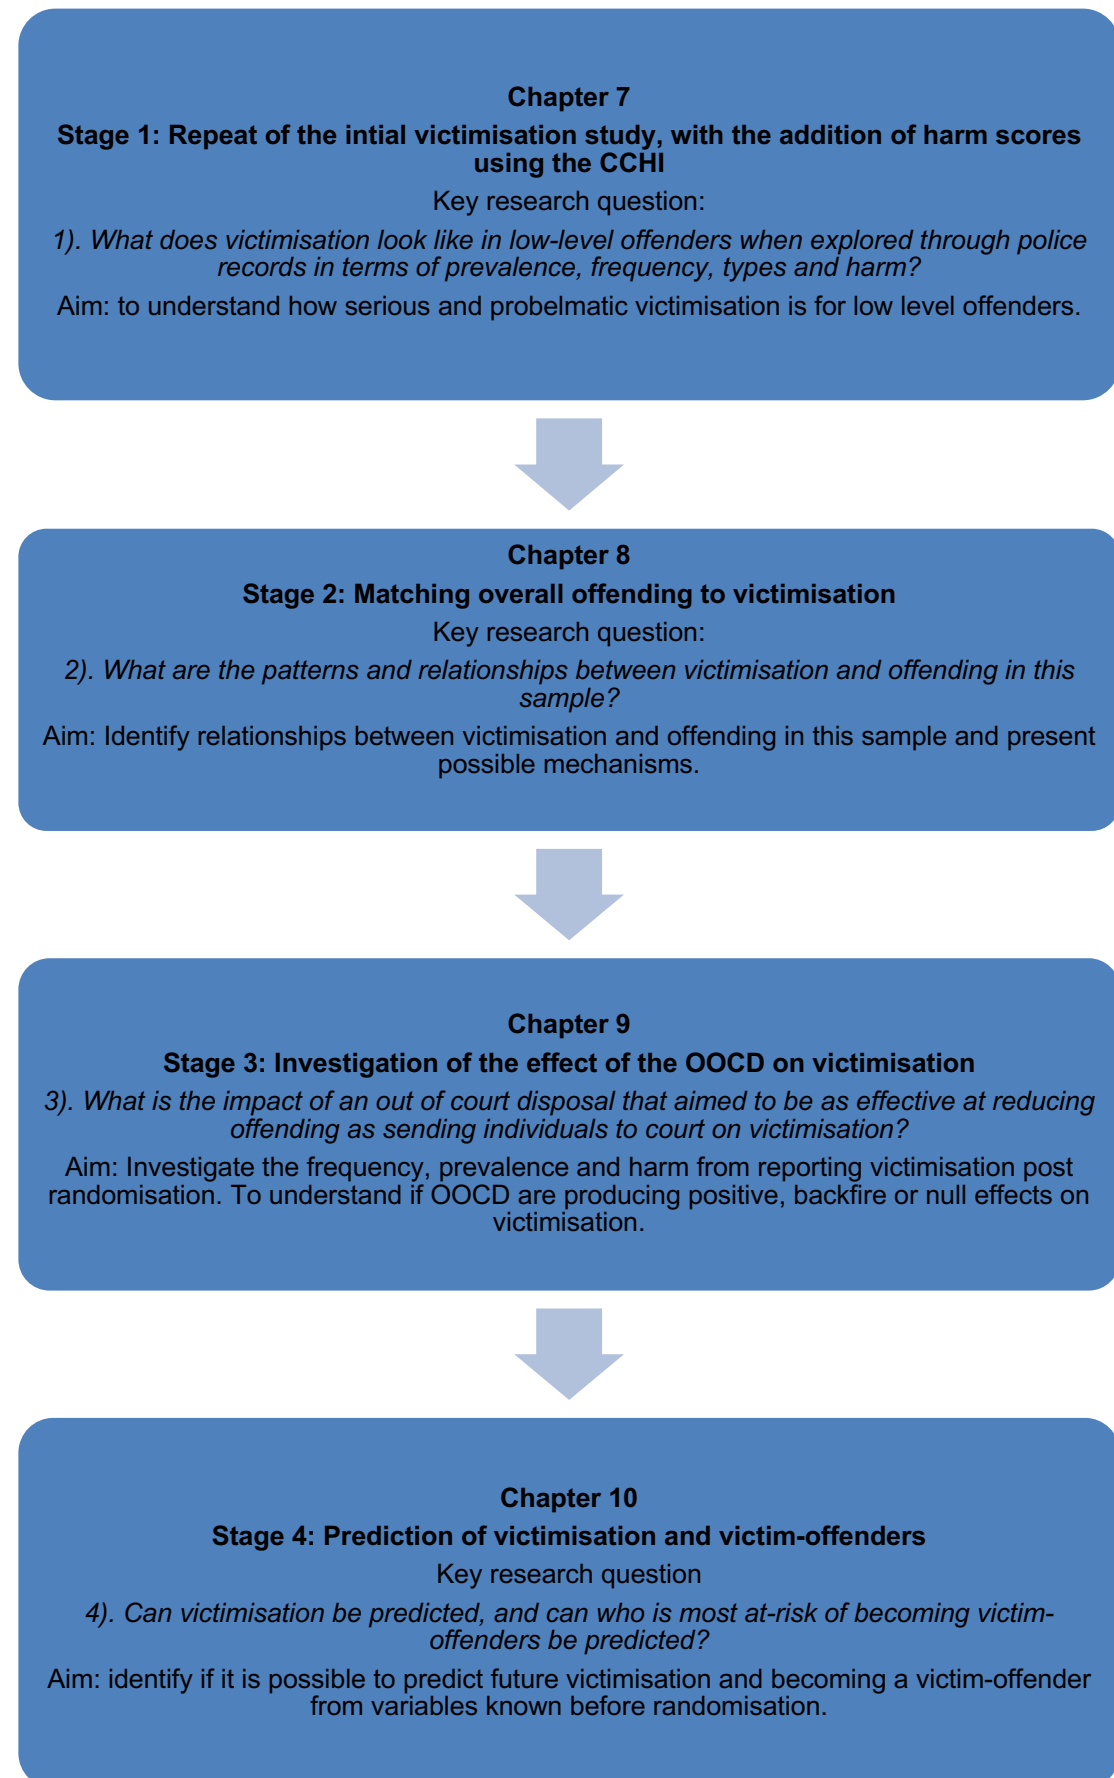 Chapter 7
Stage 1: Repeat of the intial victimisation study, with the addition of harm scores
using the CCHI
Key research question:
1). What does victimisation look like in low-level offenders when explored through police
records in terms of prevalence, frequency, types and harm?
Aim: to understand how serious and probelmatic victimisation is for low level offenders.
Chapter 8
Stage 2: Matching overall offending to victimisation
Key research question:
2). What are the patterns and relationships between victimisation and offending in this
sample?
Aim: Identify relationships between victimisation and offending in this sample and present
possible mechanisms.
Chapter 9
Stage 3: Investigation of the effect of the OOCD on victimisation
3). What is the impact of an out of court disposal that aimed to be as effective at reducing
offending as sending individuals to court on victimisation?
Aim: Investigate the frequency, prevalence and harm from reporting victimisation post
randomisation. To understand if OOCD are producing positive, backfire or null effects on
victimisation.
Chapter 10
Stage 4: Prediction of victimisation and victim-offenders
Key research question
4). Can victimisation be predicted, and can who is most at-risk of becoming victim-
offenders be predicted?
Aim: identify if it is possible to predict future victimisation and becoming a victim-offender
from variables known before randomisation.